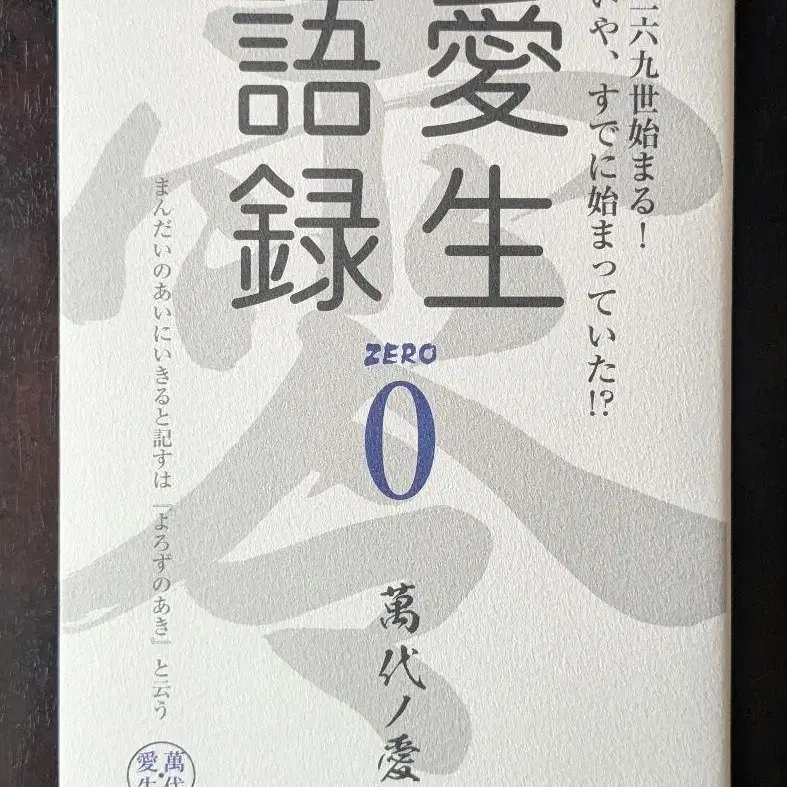 二六九世始まる!
いや、すでに始まっていた!?
愛生
語録
ZERO
0
萬代ノ愛
まんだいのあいにいきると記すは「よろずのあき」と云う
萬代
愛生